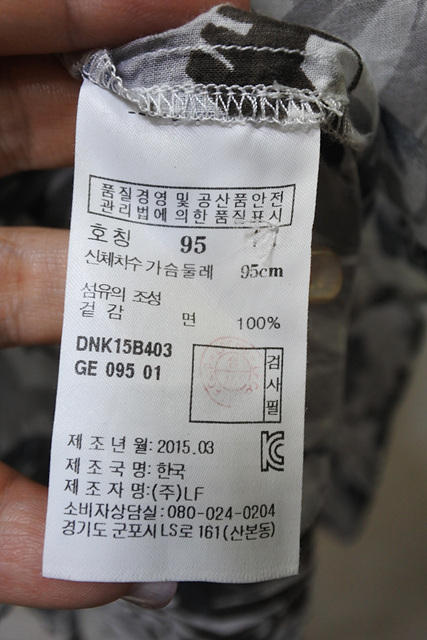 품질경영 및 공산품안전
관리법에 의한 품질표시
호칭 95
신체치수 가슴둘레 95cm
섬유의 조성
겉감 면 100%
DNK15B403
GE 095 01
검사필
제조년월: 2015.03
제조국명: 한국
제조자명: (주)LF
소비자상담실: 080-024-0204
경기도 군포시 LS로 161 (산본동)